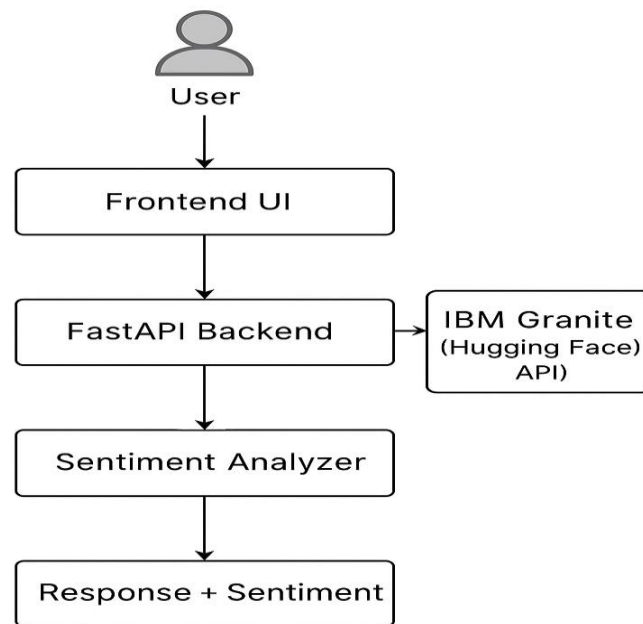 User
Frontend UI
FastAPI Backend
IBM Granite
(Hugging Face)
API)
Sentiment Analyzer
Response + Sentiment